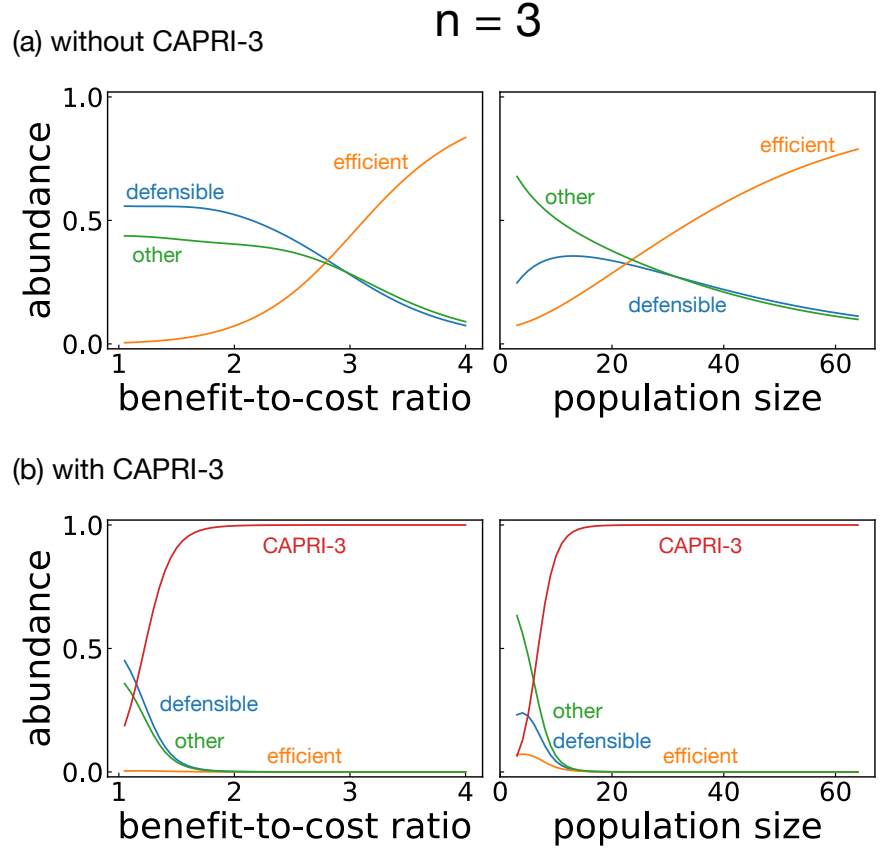 n = 3
(a) without CAPRI-3
abundance
1.0
0.5
0.0
defensible
other
efficient
1 2 3 4
benefit-to-cost ratio
efficient
other
defensible
0 20 40 60
population size
(b) with CAPRI-3
abundance
1.0
0.5
0.0
CAPRI-3
defensible
other
efficient
1 2 3 4
benefit-to-cost ratio
CAPRI-3
other
defensible
efficient
0 20 40 60
population size